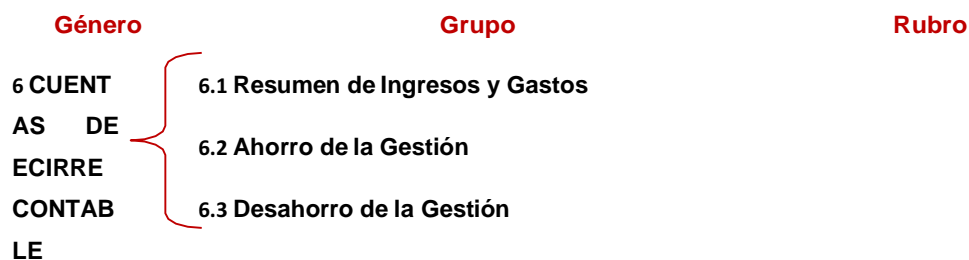 Género Grupo Rubro
6 CUENT
AS DE
ECIRRE
CONTAB
LE
6.1 Resumen de Ingresos y Gastos
6.2 Ahorro de la Gestión
6.3 Desahorro de la Gestión